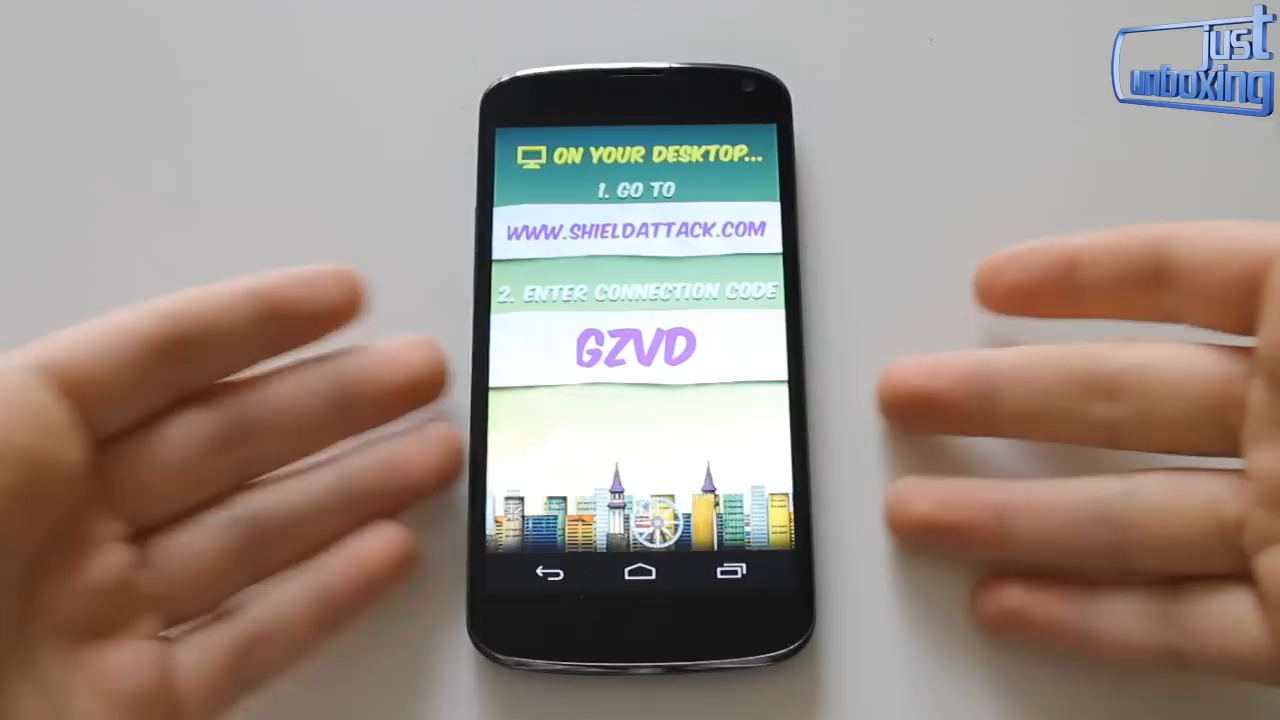 just
unboxing
ON YOUR DESKTOP...
1. GO TO
WWW.SHIELDATTACK.COM
2. ENTER CONNECTION CODE
GZVD